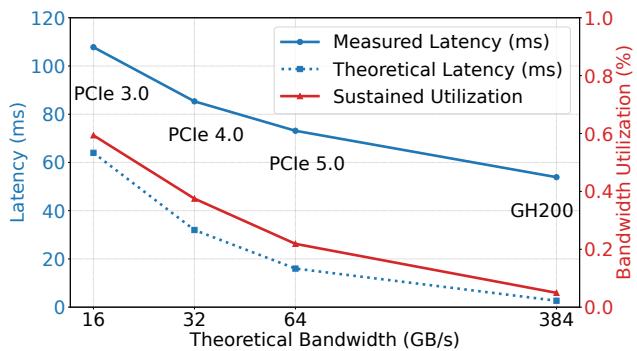 120
100
80
60
40
20
0
Latency (ms)
1.0
0.8
0.6
0.4
0.2
0.0
Bandwidth Utilization (%)
Measured Latency (ms)
Theoretical Latency (ms)
Sustained Utilization
PCIe 3.0
PCIe 4.0
PCIe 5.0
GH200
16 32 64 384
Theoretical Bandwidth (GB/s)